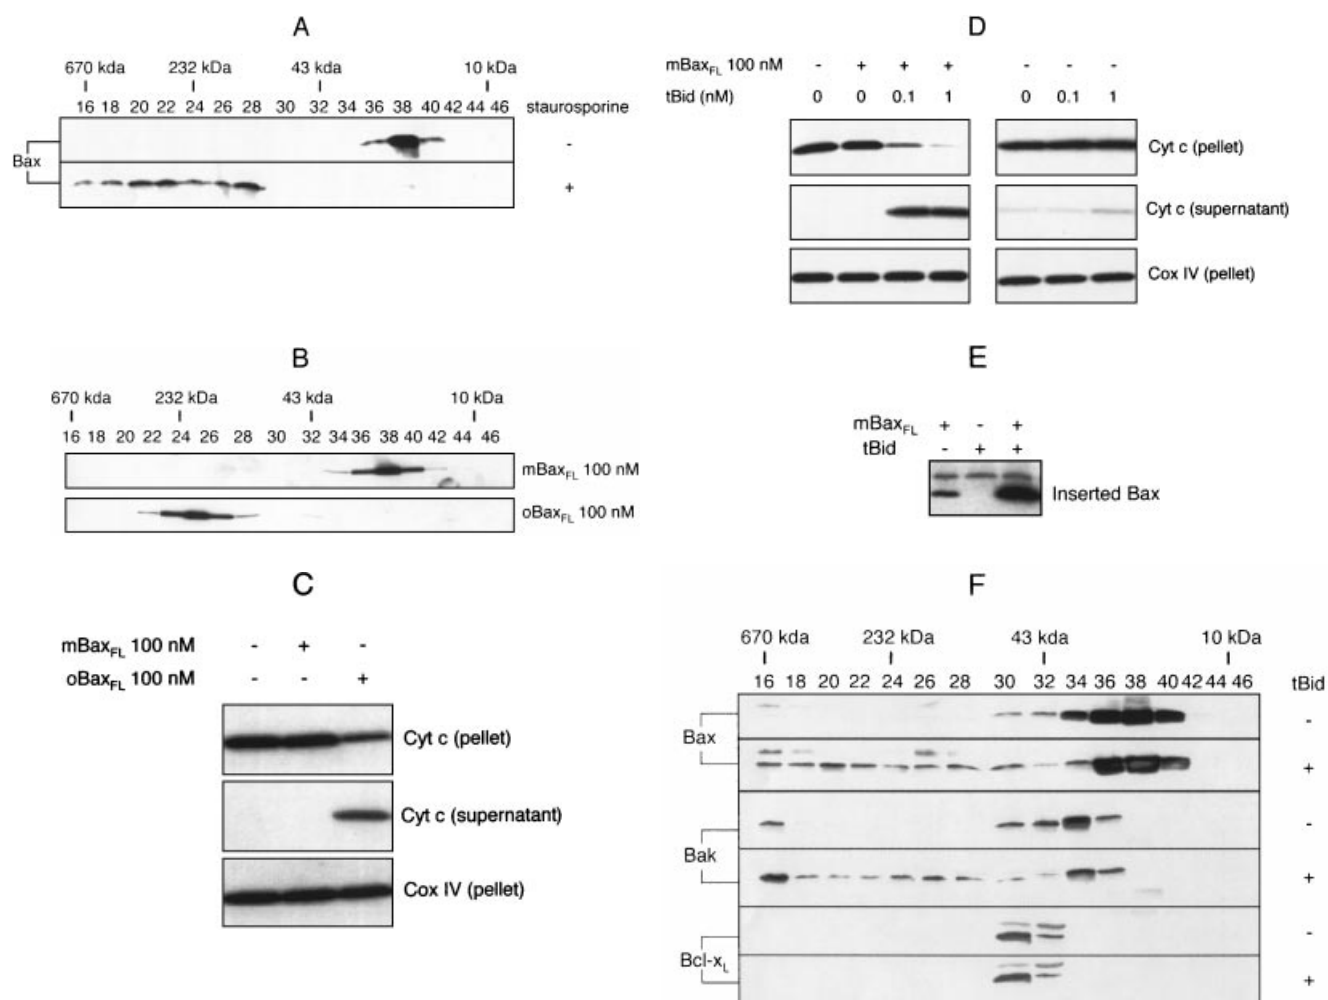 A
670 kda 232 kDa 43 kda 10 kDa
16 18 20 22 24 26 28 30 32 34 36 38 40 42 44 46 staurosporine
Bax
-
+
B
670 kda 232 kDa 43 kda 10 kDa
16 18 20 22 24 26 28 30 32 34 36 38 40 42 44 46
mBaxFL 100 nM
oBaxFL 100 nM
C
mBaxFL 100 nM - + -
oBaxFL 100 nM - - +
Cyt c (pellet)
Cyt c (supernatant)
Cox IV (pellet)
D
mBaxFL 100 nM - + + + - - -
tBid (nM) 0 0 0.1 1 0 0.1 1
Cyt c (pellet)
Cyt c (supernatant)
Cox IV (pellet)
E
mBaxFL + - +
tBid - + +
Inserted Bax
F
670 kda 232 kDa 43 kda 10 kDa
16 18 20 22 24 26 28 30 32 34 36 38 40 42 44 46 tBid
Bax
-
+
Bak
-
+
Bcl-xL
-
+